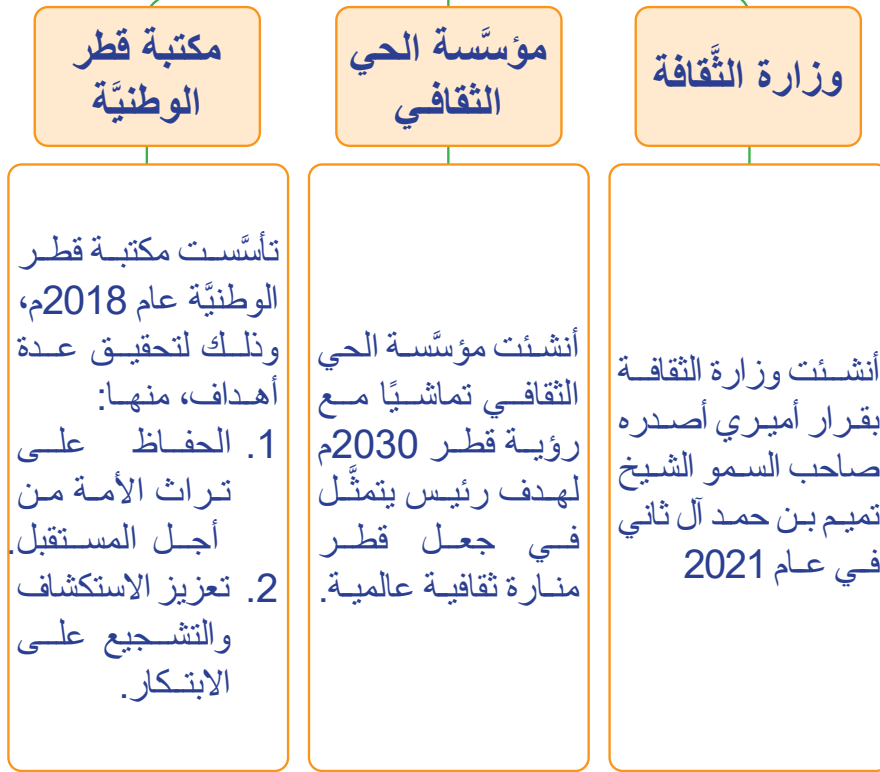 وزارة الثَّقافة
أنشئت وزارة الثقافة
بقرار أميري أصدره
صاحب السمو الشيخ
تميم بن حمد آل ثاني
في عام 2021
مؤسَّسة الحي
الثقافي
أنشئت مؤسَّسة الحي
الثقافي تماشيًا مع
رؤية قطر 2030م
لهدف رئيس يتمثَّل
في جعل قطر
منارة ثقافية عالمية.
مكتبة قطر
الوطنيَّة
تأسَّست مكتبة قطر
الوطنيَّة عام 2018م،
وذلك لتحقيق عدة
أهداف، منها:
1. الحفاظ على
تراث الأمة من
أجل المستقبل.
2. تعزيز الاستكشاف
والتشجيع على
الابتكار.